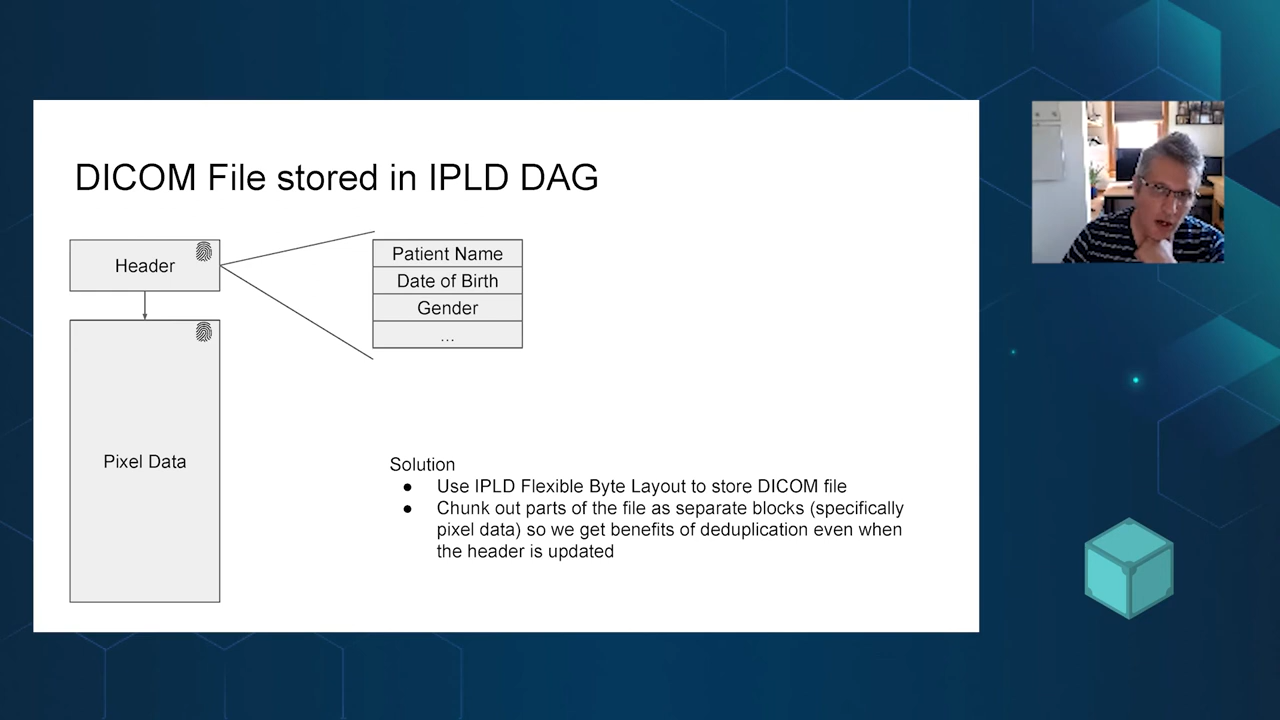 DICOM File stored in IPLD DAG
Header
Patient Name
Date of Birth
Gender
...
Pixel Data
Solution
● Use IPLD Flexible Byte Layout to store DICOM file
● Chunk out parts of the file as separate blocks (specifically
pixel data) so we get benefits of deduplication even when
the header is updated